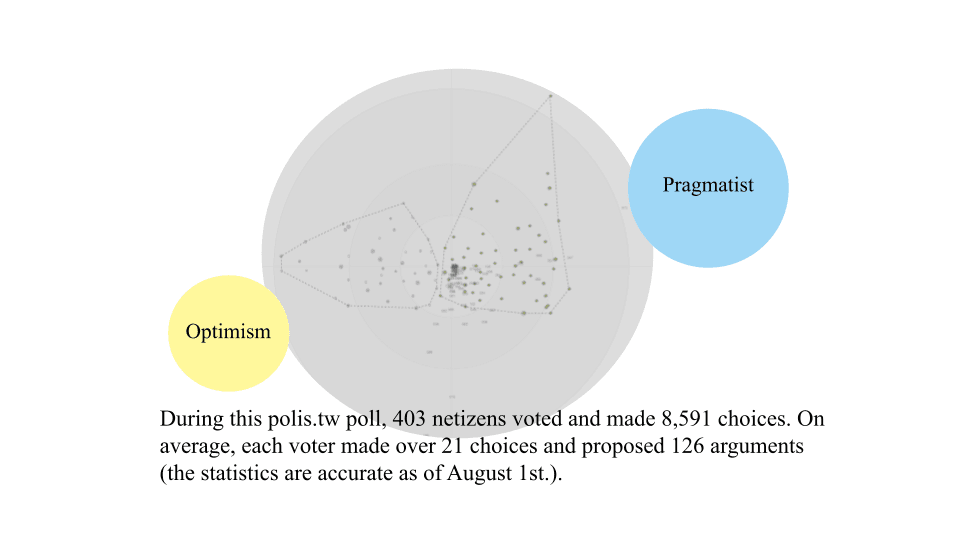 Pragmatist
Optimism
During this polis.tw poll, 403 netizens voted and made 8,591 choices. On
average, each voter made over 21 choices and proposed 126 arguments
(the statistics are accurate as of August 1st.).